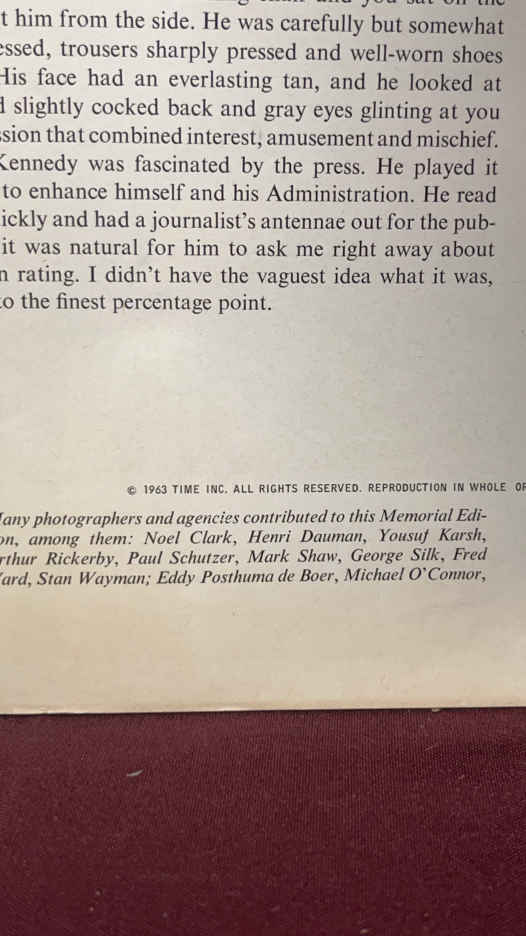 him from the side. He was carefully but somewhat
trousers sharply pressed and well-worn shoes
His face had an everlasting tan, and he looked at
slightly cocked back and gray eyes glinting at you
that combined interest, amusement and mischief.
Kennedy was fascinated by the press. He played it
to enhance himself and his Administration. He read
and had a journalist's antennae out for the pub-
it was natural for him to ask me right away about
rating. I didn't have the vaguest idea what it was,
to the finest percentage point.
© 1963 TIME INC. ALL RIGHTS RESERVED. REPRODUCTION IN WHOLE OR
Many photographers and agencies contributed to this Memorial Edi-
on, among them: Noel Clark, Henri Dauman, Yousuf Karsh,
Rickerby, Paul Schutzer, Mark Shaw, George Silk, Fred
Ward, Stan Wayman; Eddy Posthuma de Boer, Michael O'Connor,